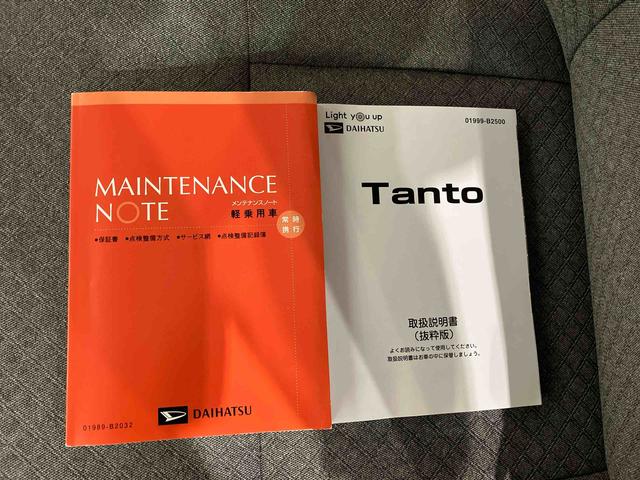 MAINTENANCE
NOTE
メンテナンスノート
軽乗用車
常時
携行
•保証書 •点検整備方式 •サービス網 •点検整備記録簿
DAIHATSU
01989-B2032
Light you up
DAIHATSU
01999-B2500
Tanto
取扱説明書
（抜粋版）
よくお読みになって使用してください。
取扱説明書はお車の中に保管しましょう。